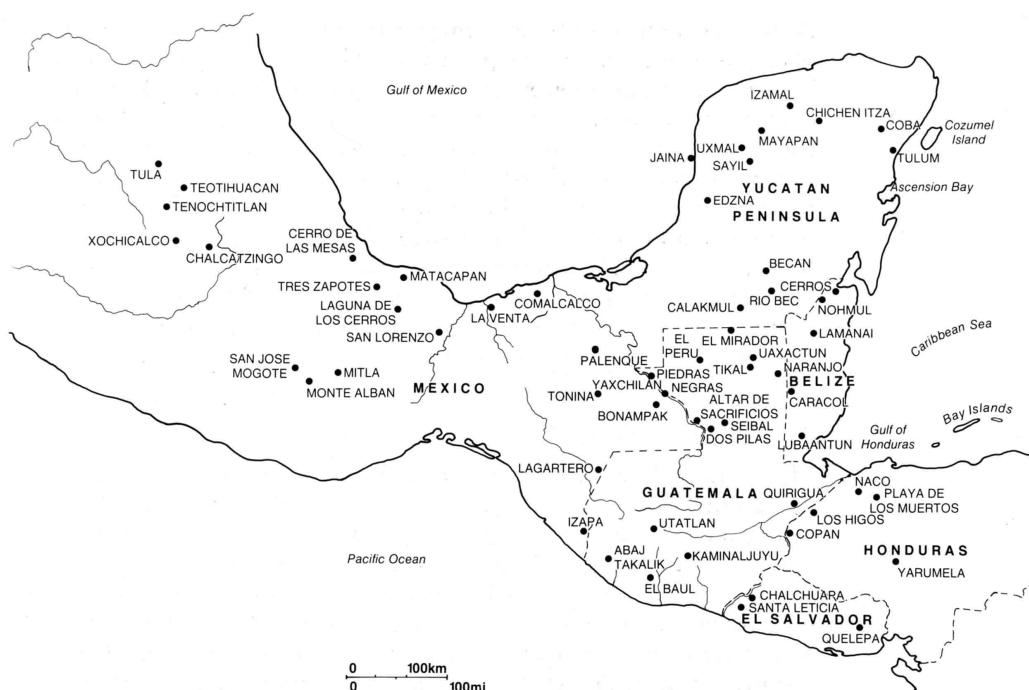 Gulf of Mexico
IZAMAL
CHICHEN ITZA
COBA
Cozumel
Island
MAYAPAN
UXMAL
JAINA
SAYIL
TULUM
TULA
TEOTIHUACAN
YUCATAN
PENINSULA
Ascension Bay
EDZNA
TENOCHTITLAN
XOCHICALCO
CHALCATZINGO
CERRO DE
LAS MESAS
MATACAPAN
TRES ZAPOTES
LAGUNA DE
LOS CERROS
SAN LORENZO
LA VENTA
COMALCALCO
BECAN
CERROS
RIO BEC
NOHMUL
CALAKMUL
LAMANAI
Caribbean Sea
EL
PERU
EL MIRADOR
UAXACTUN
TIKAL
NARANJO
BELIZE
CARACOL
PALENQUE
PIEDRAS
NEGRAS
YAXCHILAN
TONINA
BONAMPAK
ALTAR DE
SACRIFICIOS
SEIBAL
DOS PILAS
LUBAANTUN
SAN JOSE
MOGOTE
MITLA
MONTE ALBAN
MEXICO
Bay Islands
Gulf of
Honduras
LAGARTERO
GUATEMALA
QUIRIGUA
NACO
PLAYA DE
LOS MUERTOS
LOS HIGOS
COPAN
IZAPA
UTATLAN
HONDURAS
YARUMELA
Pacific Ocean
ABAJ
TAKALIK
KAMINALJUYU
EL BAUL
CHALCHUARA
SANTA LETICIA
EL SALVADOR
QUELEPA
0 100km
0 100mi